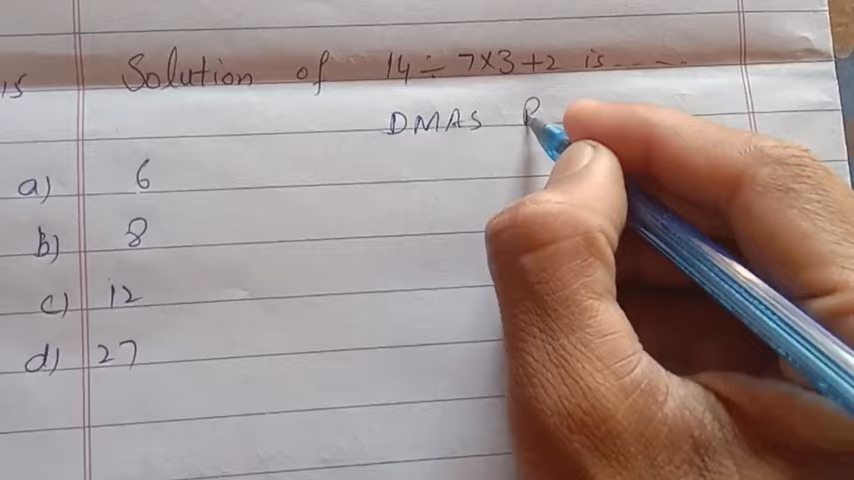 15 Solution of 14 ÷ 7×3+2 is.....
DMAS R
a) 6
b) 8
c) 12
d) 27